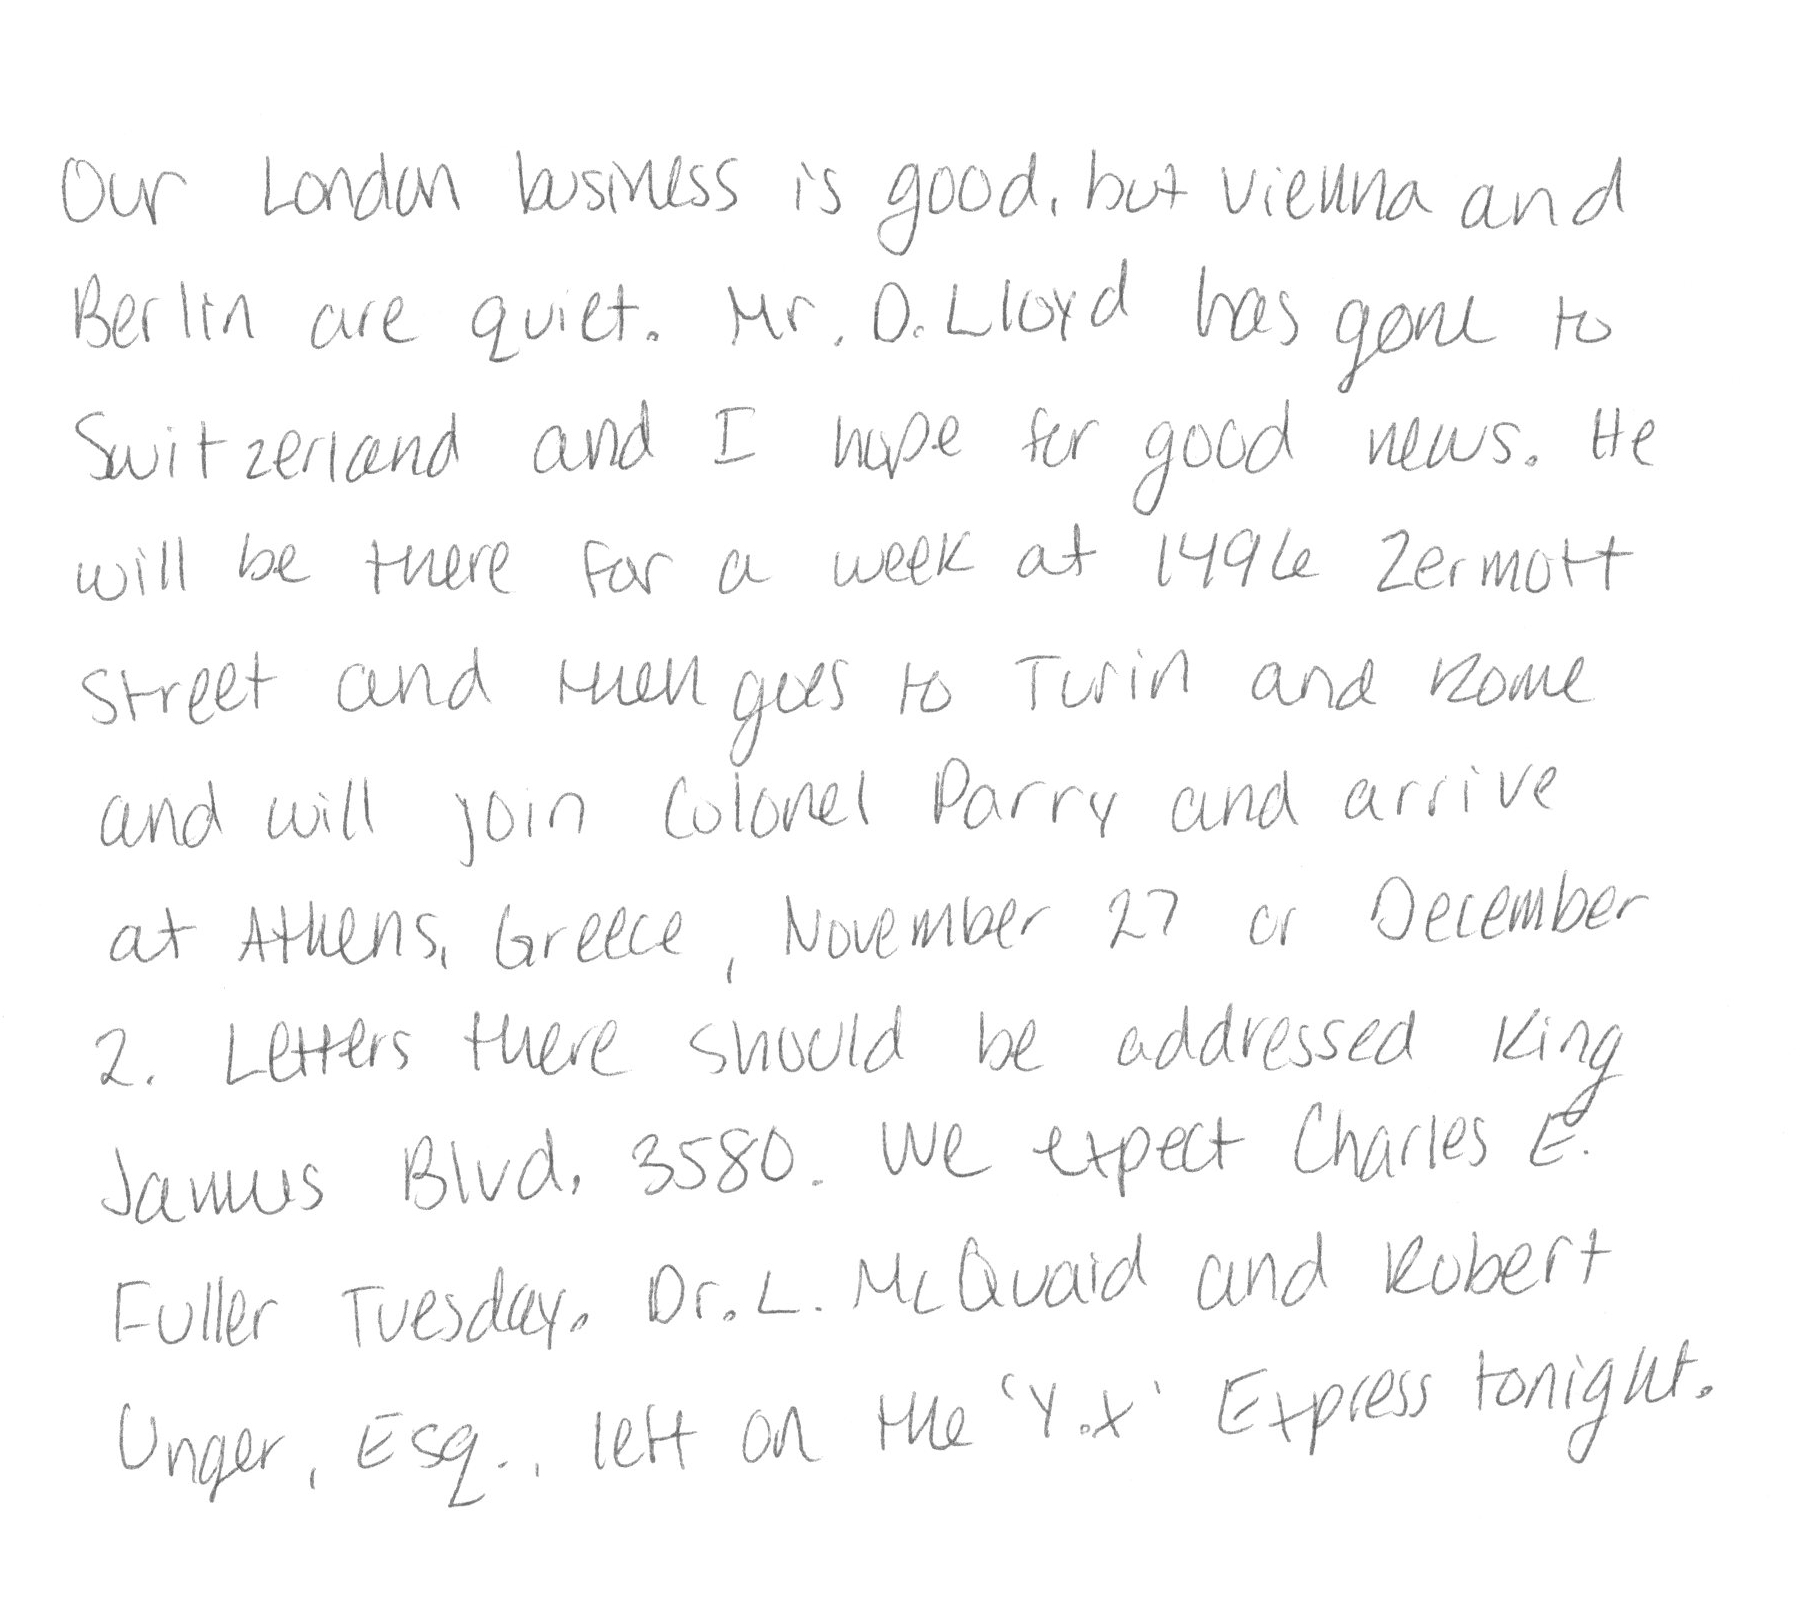 Our London business is good, but Vienna and
Berlin are quiet. Mr. D. Lloyd has gone to
Switzerland and I hope for good news. He
will be there for a week at 1496 Zermott
Street and then goes to Turin and Rome
and will join Colonel Parry and arrive
at Athens, Greece, November 27 or December
2. Letters there should be addressed King
James Blvd. 3580. We expect Charles E.
Fuller Tuesday. Dr. L. McQuaid and Robert
Unger, Esq., left on the 'Y.X' Express tonight.